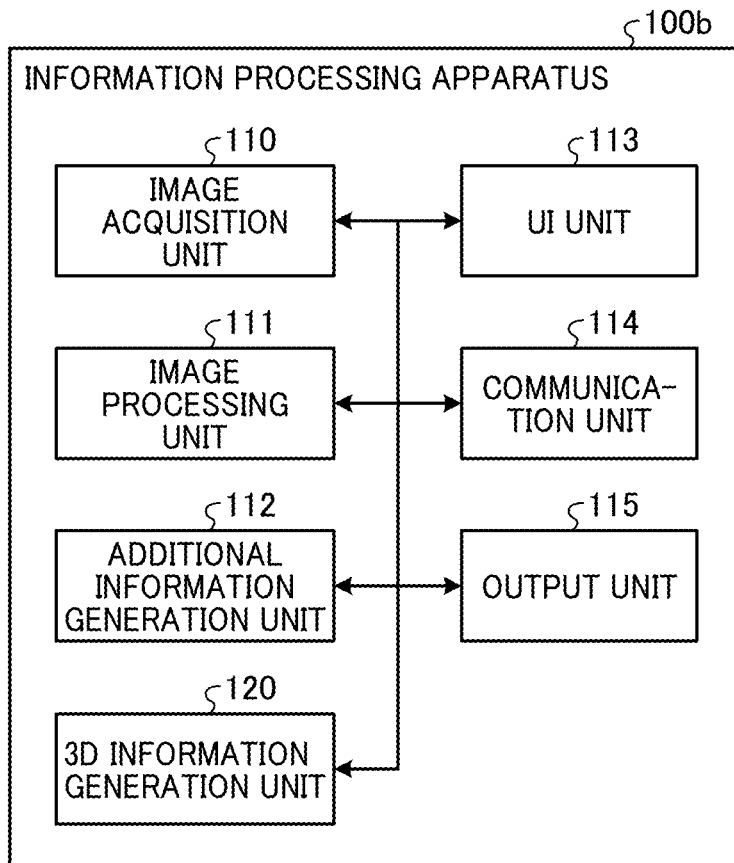 100b
INFORMATION PROCESSING APPARATUS
110
IMAGE
ACQUISITION
UNIT
113
UI UNIT
111
IMAGE
PROCESSING
UNIT
114
COMMUNICA-
TION UNIT
112
ADDITIONAL
INFORMATION
GENERATION UNIT
115
OUTPUT UNIT
120
3D INFORMATION
GENERATION UNIT